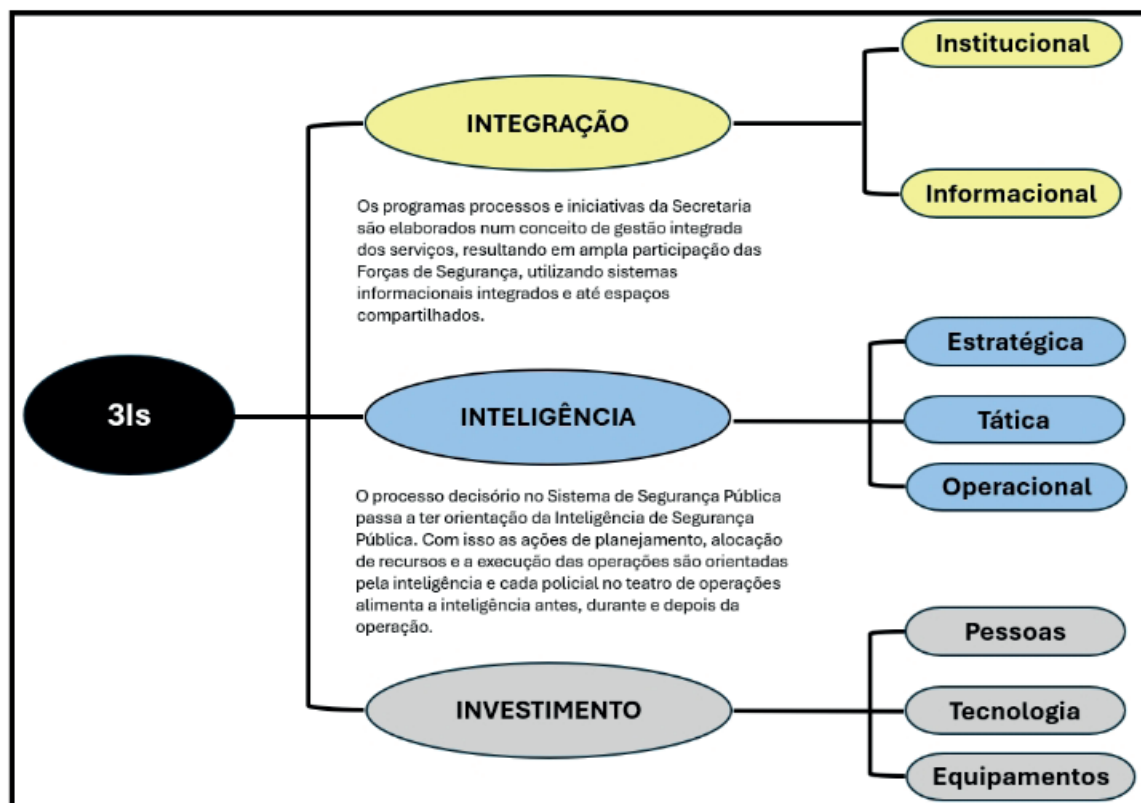 Institucional
INTEGRAÇÃO
Informacional
Os programas processos e iniciativas da Secretaria
são elaborados num conceito de gestão integrada
dos serviços, resultando em ampla participação das
Forças de Segurança, utilizando sistemas
informacionais integrados e até espaços
compartilhados.
Estratégica
3Is
INTELIGÊNCIA
Tática
Operacional
O processo decisório no Sistema de Segurança Pública
passa a ter orientação da Inteligência de Segurança
Pública. Com isso as ações de planejamento, alocação
de recursos e a execução das operações são orientadas
pela inteligência e cada policial no teatro de operações
alimenta a inteligência antes, durante e depois da
operação.
Pessoas
INVESTIMENTO
Tecnologia
Equipamentos